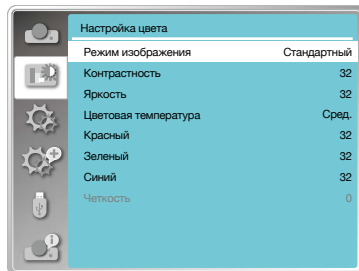 Настройка цвета
Режим изображения Стандартный
Контрастность 32
Яркость 32
Цветовая температура Сред.
Красный 32
Зеленый 32
Синий 32
Четкость 0